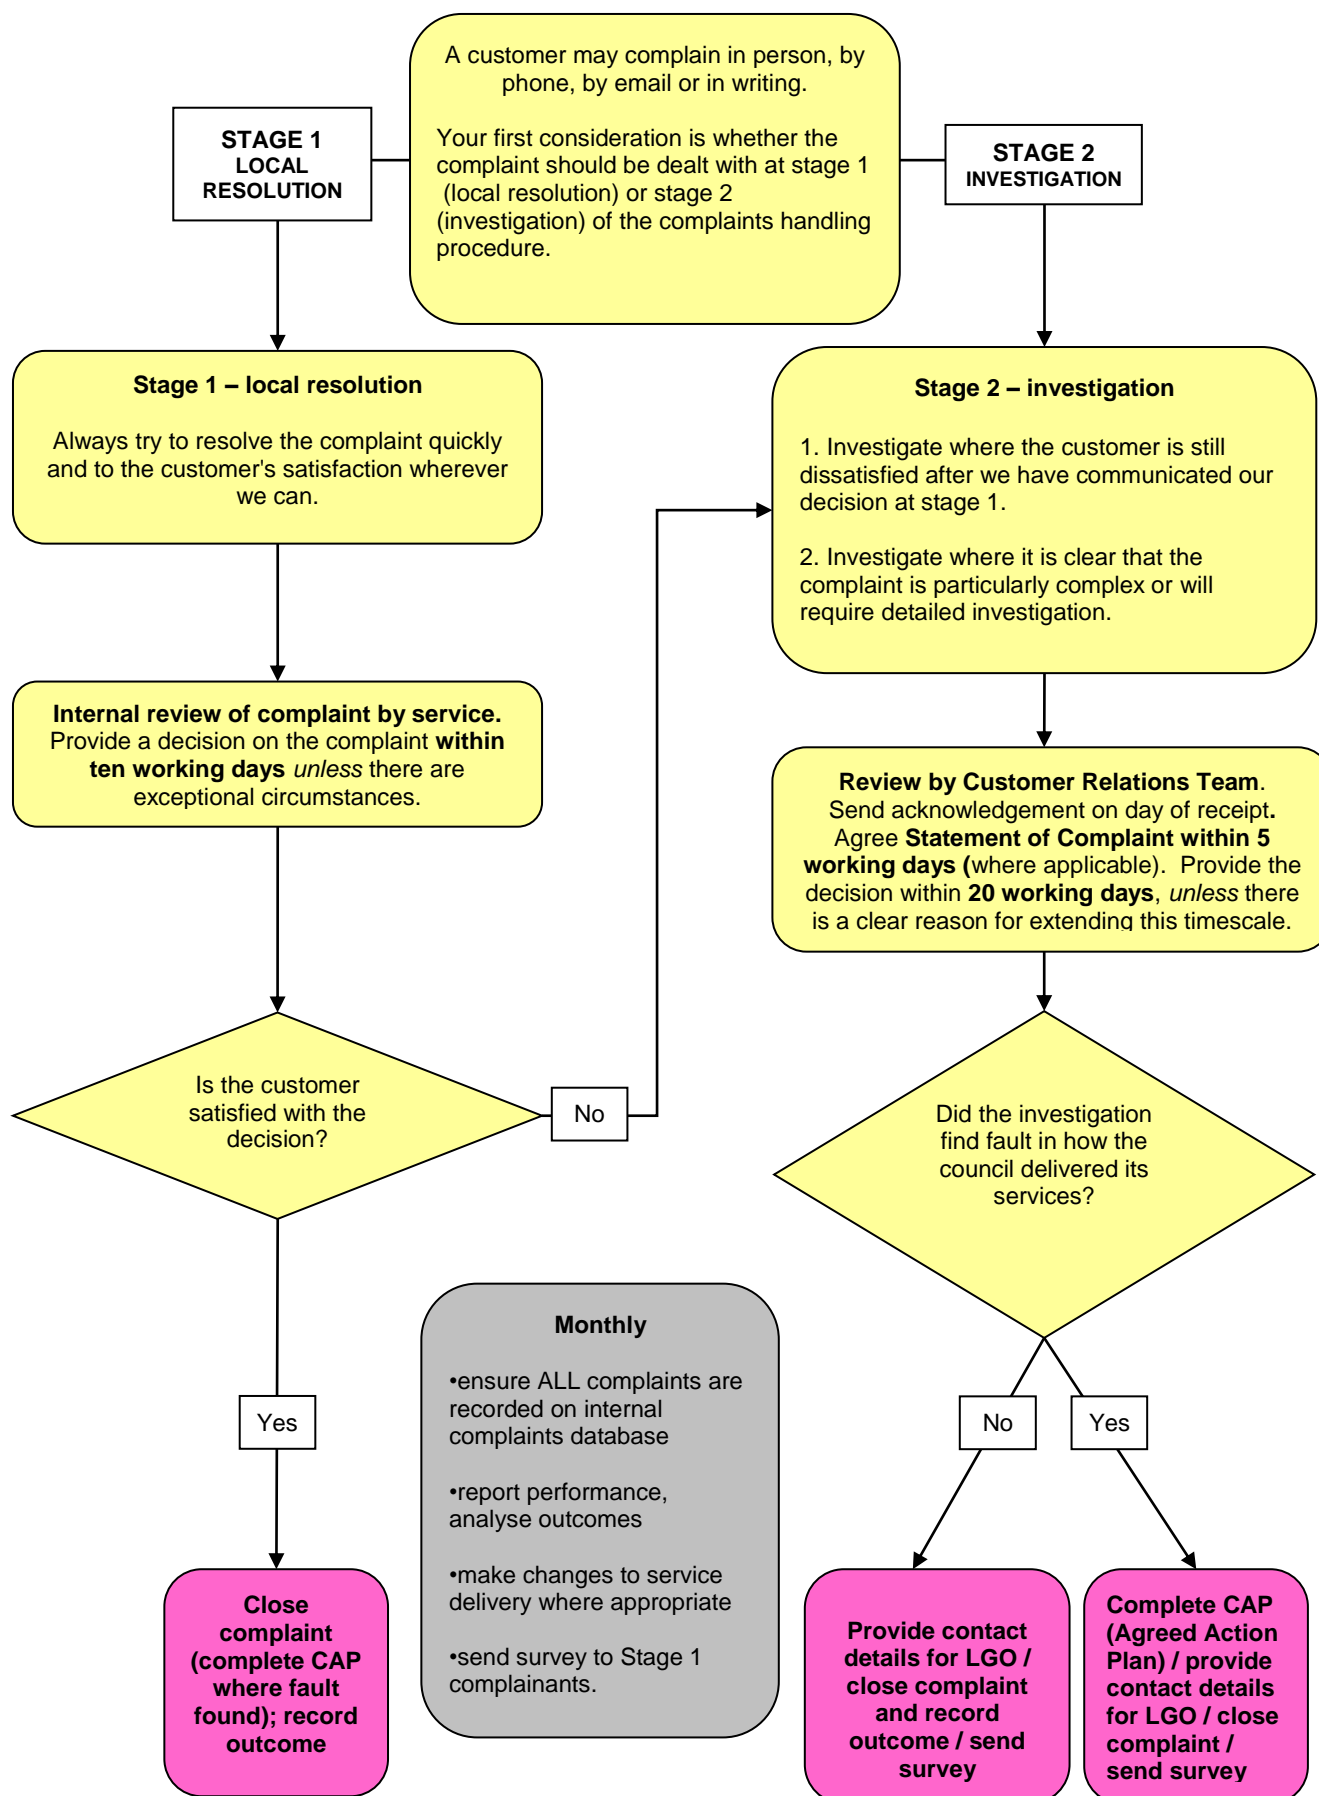 A customer may complain in person, by
phone, by email or in writing.
Your first consideration is whether the
complaint should be dealt with at stage 1
(local resolution) or stage 2
(investigation) of the complaints handling
procedure.
STAGE 1
LOCAL
RESOLUTION
STAGE 2
INVESTIGATION
Stage 1 – local resolution
Always try to resolve the complaint quickly
and to the customer's satisfaction wherever
we can.
Stage 2 – investigation
1. Investigate where the customer is still
dissatisfied after we have communicated our
decision at stage 1.
2. Investigate where it is clear that the
complaint is particularly complex or will
require detailed investigation.
Internal review of complaint by service.
Provide a decision on the complaint within
ten working days unless there are
exceptional circumstances.
Review by Customer Relations Team.
Send acknowledgement on day of receipt.
Agree Statement of Complaint within 5
working days (where applicable).  Provide the
decision within 20 working days, unless there
is a clear reason for extending this timescale.
Is the customer
satisfied with the
decision?
No
Did the investigation
find fault in how the
council delivered its
services?
Monthly
•ensure ALL complaints are
recorded on internal
complaints database
•report performance,
analyse outcomes
•make changes to service
delivery where appropriate
•send survey to Stage 1
complainants.
Yes
No
Yes
Close
complaint
(complete CAP
where fault
found); record
outcome
Provide contact
details for LGO /
close complaint
and record
outcome / send
survey
Complete CAP
(Agreed Action
Plan) / provide
contact details
for LGO / close
complaint /
send survey